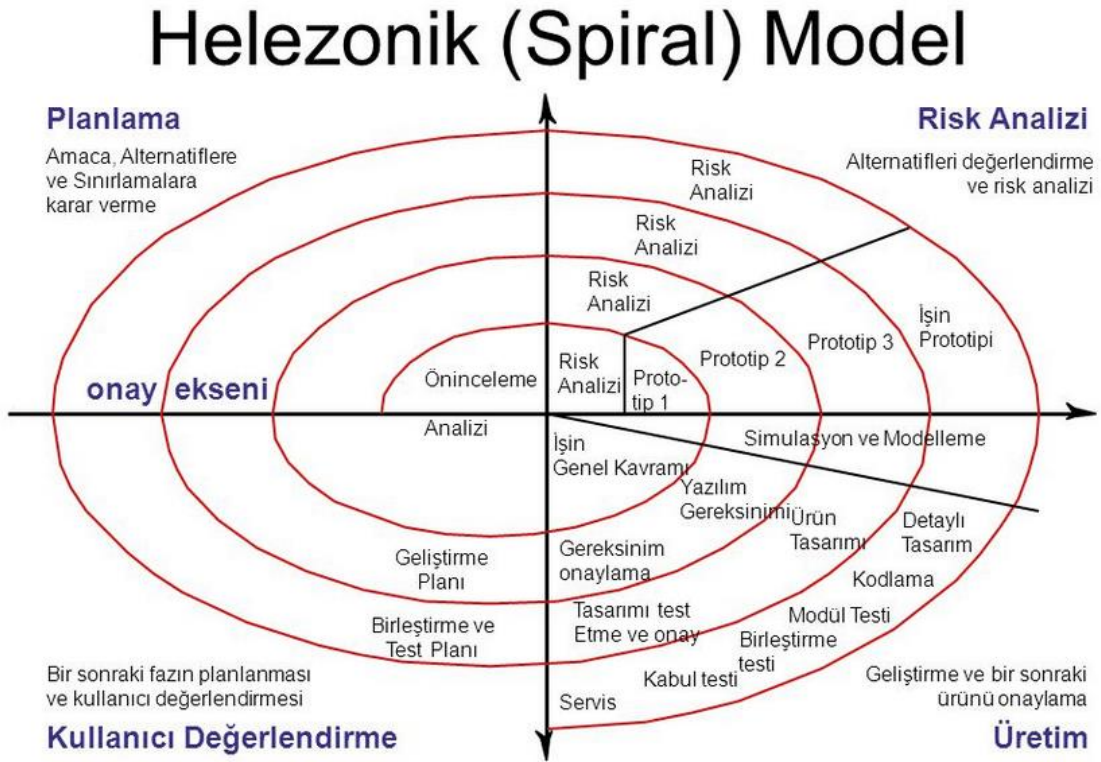 Helezonik (Spiral) Model
Planlama
Amaca, Alternatiflere
ve Sınırlamalara
karar verme
Risk Analizi
Alternatifleri değerlendirme
ve risk analizi
Risk
Analizi
Risk
Analizi
Risk
Analizi
Risk
Analizi
Proto-
tip 1
Prototip 2
Prototip 3
İşin
Prototipi
Öninceleme
onay ekseni
Analizi
İşin
Genel Kavramı
Simulasyon ve Modelleme
Yazılım
Gereksinimi
Ürün
Tasarımı
Detaylı
Tasarım
Geliştirme
Planı
Gereksinim
onaylama
Kodlama
Birleştirme ve
Test Planı
Tasarımı test
Etme ve onay
Modül Testi
Birleştirme
testi
Kabul testi
Servis
Bir sonraki fazın planlanması
ve kullanıcı değerlendirmesi
Kullanıcı Değerlendirme
Geliştirme ve bir sonraki
ürünü onaylama
Üretim